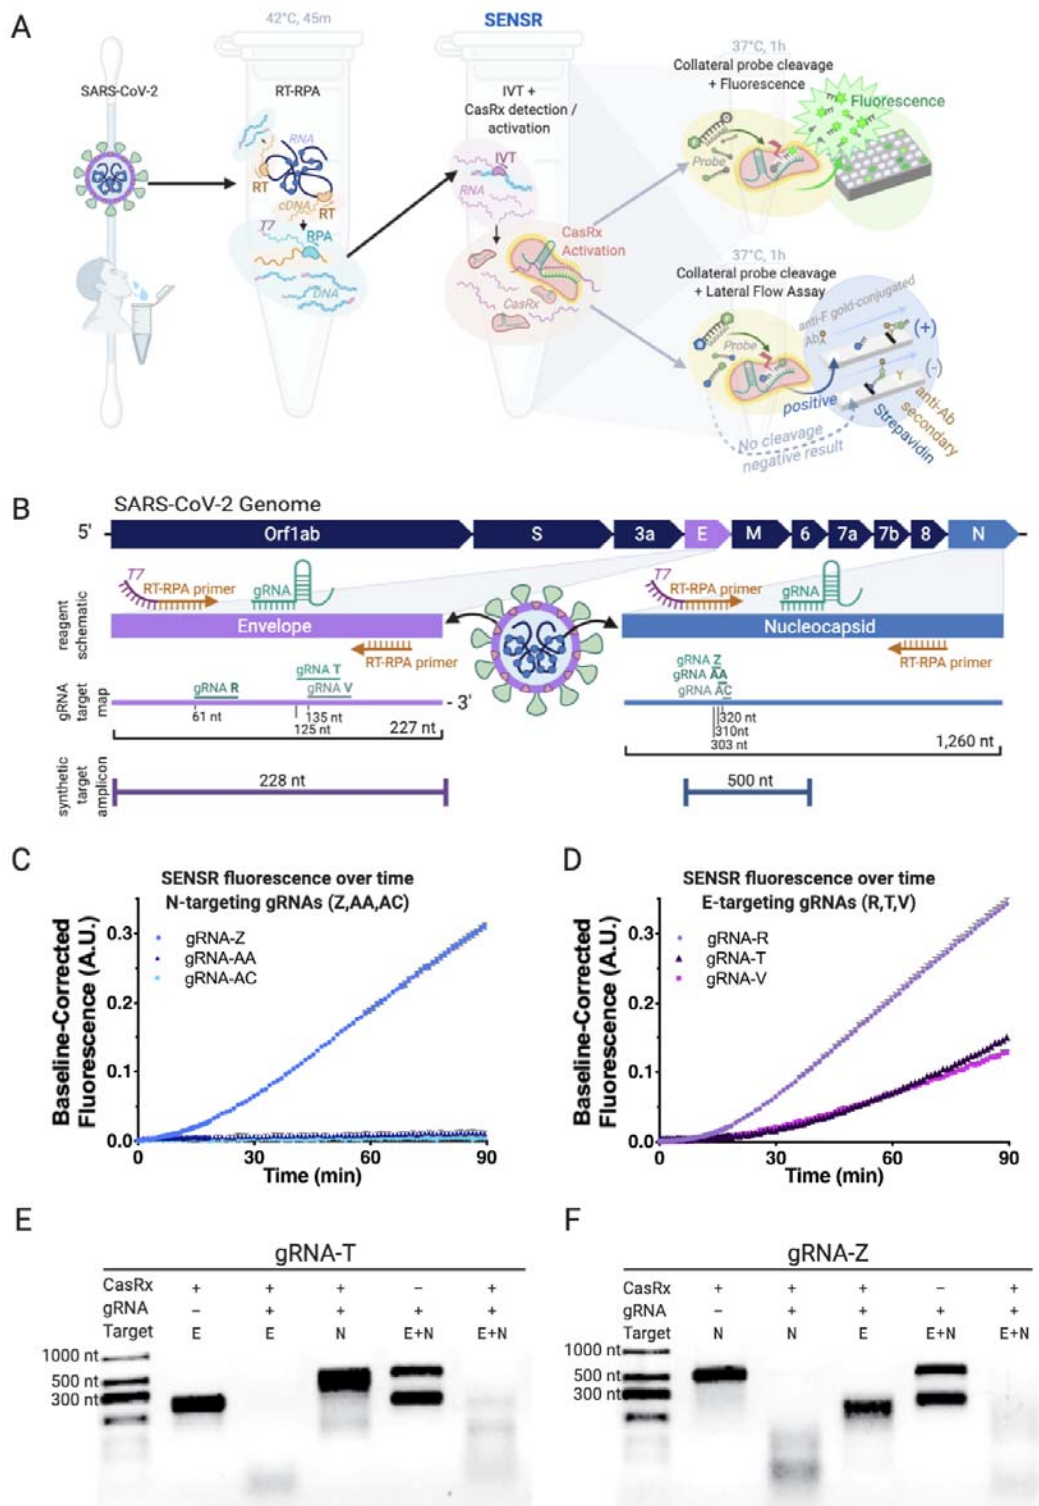 A
42°C, 45m
SENSR
SARS-CoV-2
RT-RPA
IVT +
CasRx detection /
activation
37°C, 1h
Collateral probe cleavage
+ Fluorescence
Fluorescence
Probe
RNA
RT
cDNA
RT
T7
RPA
DNA
IVT
RNA
CasRx
Activation
CasRx
37°C, 1h
Collateral probe cleavage
+ Lateral Flow Assay
anti-F gold-conjugated
Ab
Probe
(+)
(-)
positive
No cleavage
negative result
anti-Ab
secondary
Strepavidin
B
SARS-CoV-2 Genome
5'
Orf1ab
S
3a
E
M
6
7a
7b
8
N
reagent
schematic
T7
RT-RPA primer
gRNA
Envelope
RT-RPA primer
T7
RT-RPA primer
gRNA
Nucleocapsid
RT-RPA primer
gRNA
target
map
gRNA R
gRNA T
gRNA V
61 nt
135 nt
125 nt
227 nt
- 3'
gRNA Z
gRNA AA
gRNA AC
320 nt
310nt
303 nt
1,260 nt
synthetic
target
amplicon
228 nt
500 nt
C
SENSR fluorescence over time
N-targeting gRNAs (Z,AA,AC)
Baseline-Corrected
Fluorescence (A.U.)
0.3
0.2
0.1
0.0
gRNA-Z
gRNA-AA
gRNA-AC
0 30 60 90
Time (min)
D
SENSR fluorescence over time
E-targeting gRNAs (R,T,V)
Baseline-Corrected
Fluorescence (A.U.)
0.3
0.2
0.1
0.0
gRNA-R
gRNA-T
gRNA-V
0 30 60 90
Time (min)
E
gRNA-T
CasRx + + + - +
gRNA - + + + +
Target E E N E+N E+N
1000 nt
500 nt
300 nt
F
gRNA-Z
CasRx + + + - +
gRNA - + + + +
Target N N E E+N E+N
1000 nt
500 nt
300 nt